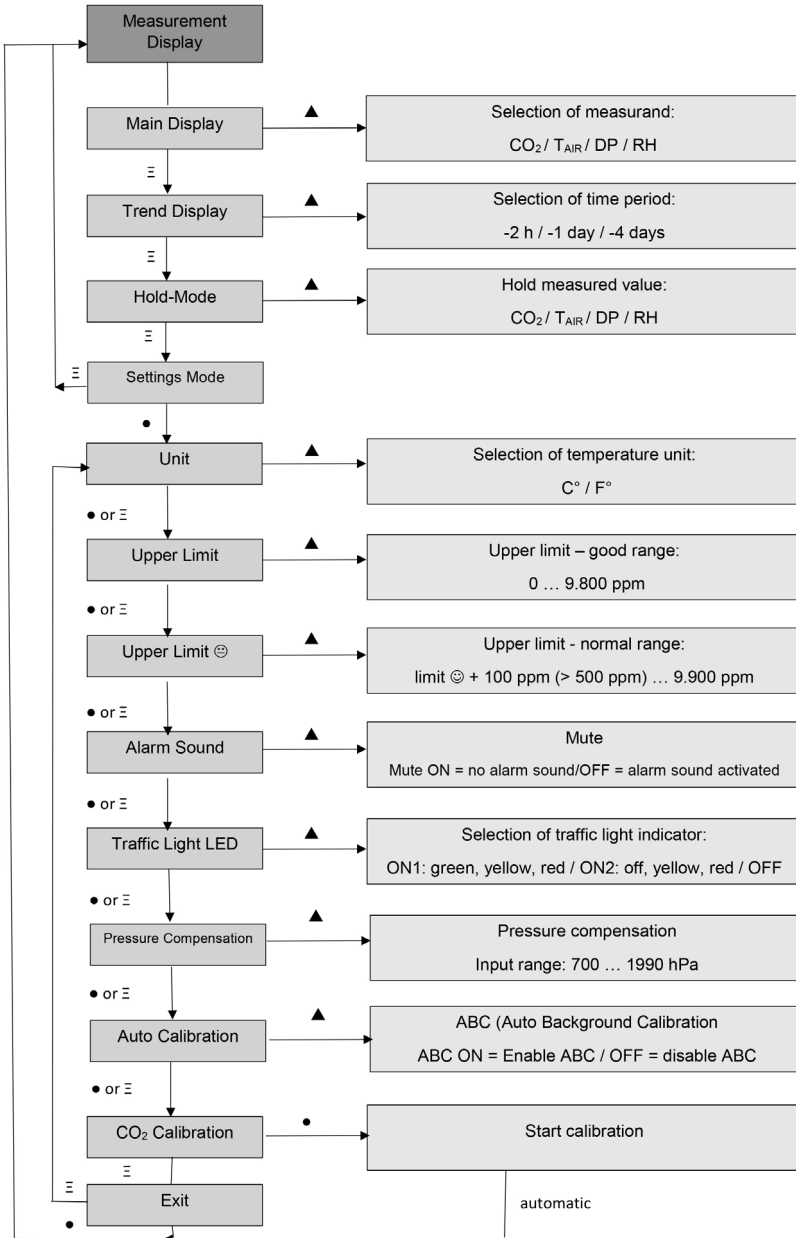 Measurement
Display
Main Display
▲
Selection of measurand:
CO₂ / T_AIR / DP / RH
Ξ
Trend Display
▲
Selection of time period:
-2 h / -1 day / -4 days
Ξ
Hold-Mode
▲
Hold measured value:
CO₂ / T_AIR / DP / RH
Ξ
Ξ
Settings Mode
●
Unit
▲
Selection of temperature unit:
C° / F°
● or Ξ
Upper Limit
▲
Upper limit – good range:
0 … 9.800 ppm
● or Ξ
Upper Limit 😐
▲
Upper limit - normal range:
limit ☺ + 100 ppm (> 500 ppm) … 9.900 ppm
● or Ξ
Alarm Sound
▲
Mute
Mute ON = no alarm sound/OFF = alarm sound activated
● or Ξ
Traffic Light LED
▲
Selection of traffic light indicator:
ON1: green, yellow, red / ON2: off, yellow, red / OFF
● or Ξ
Pressure Compensation
▲
Pressure compensation
Input range: 700 … 1990 hPa
● or Ξ
Auto Calibration
▲
ABC (Auto Background Calibration
ABC ON = Enable ABC / OFF = disable ABC
● or Ξ
CO₂ Calibration
●
Start calibration
Ξ
Ξ
Exit
automatic
●